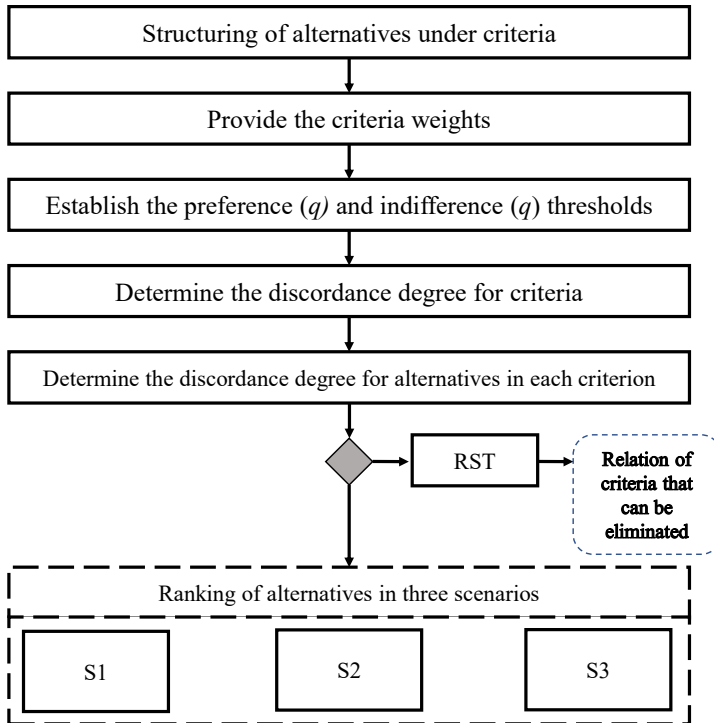 Structuring of alternatives under criteria
Provide the criteria weights
Establish the preference (q) and indifference (q) thresholds
Determine the discordance degree for criteria
Determine the discordance degree for alternatives in each criterion
RST
Relation of
criteria that
can be
eliminated
Ranking of alternatives in three scenarios
S1
S2
S3